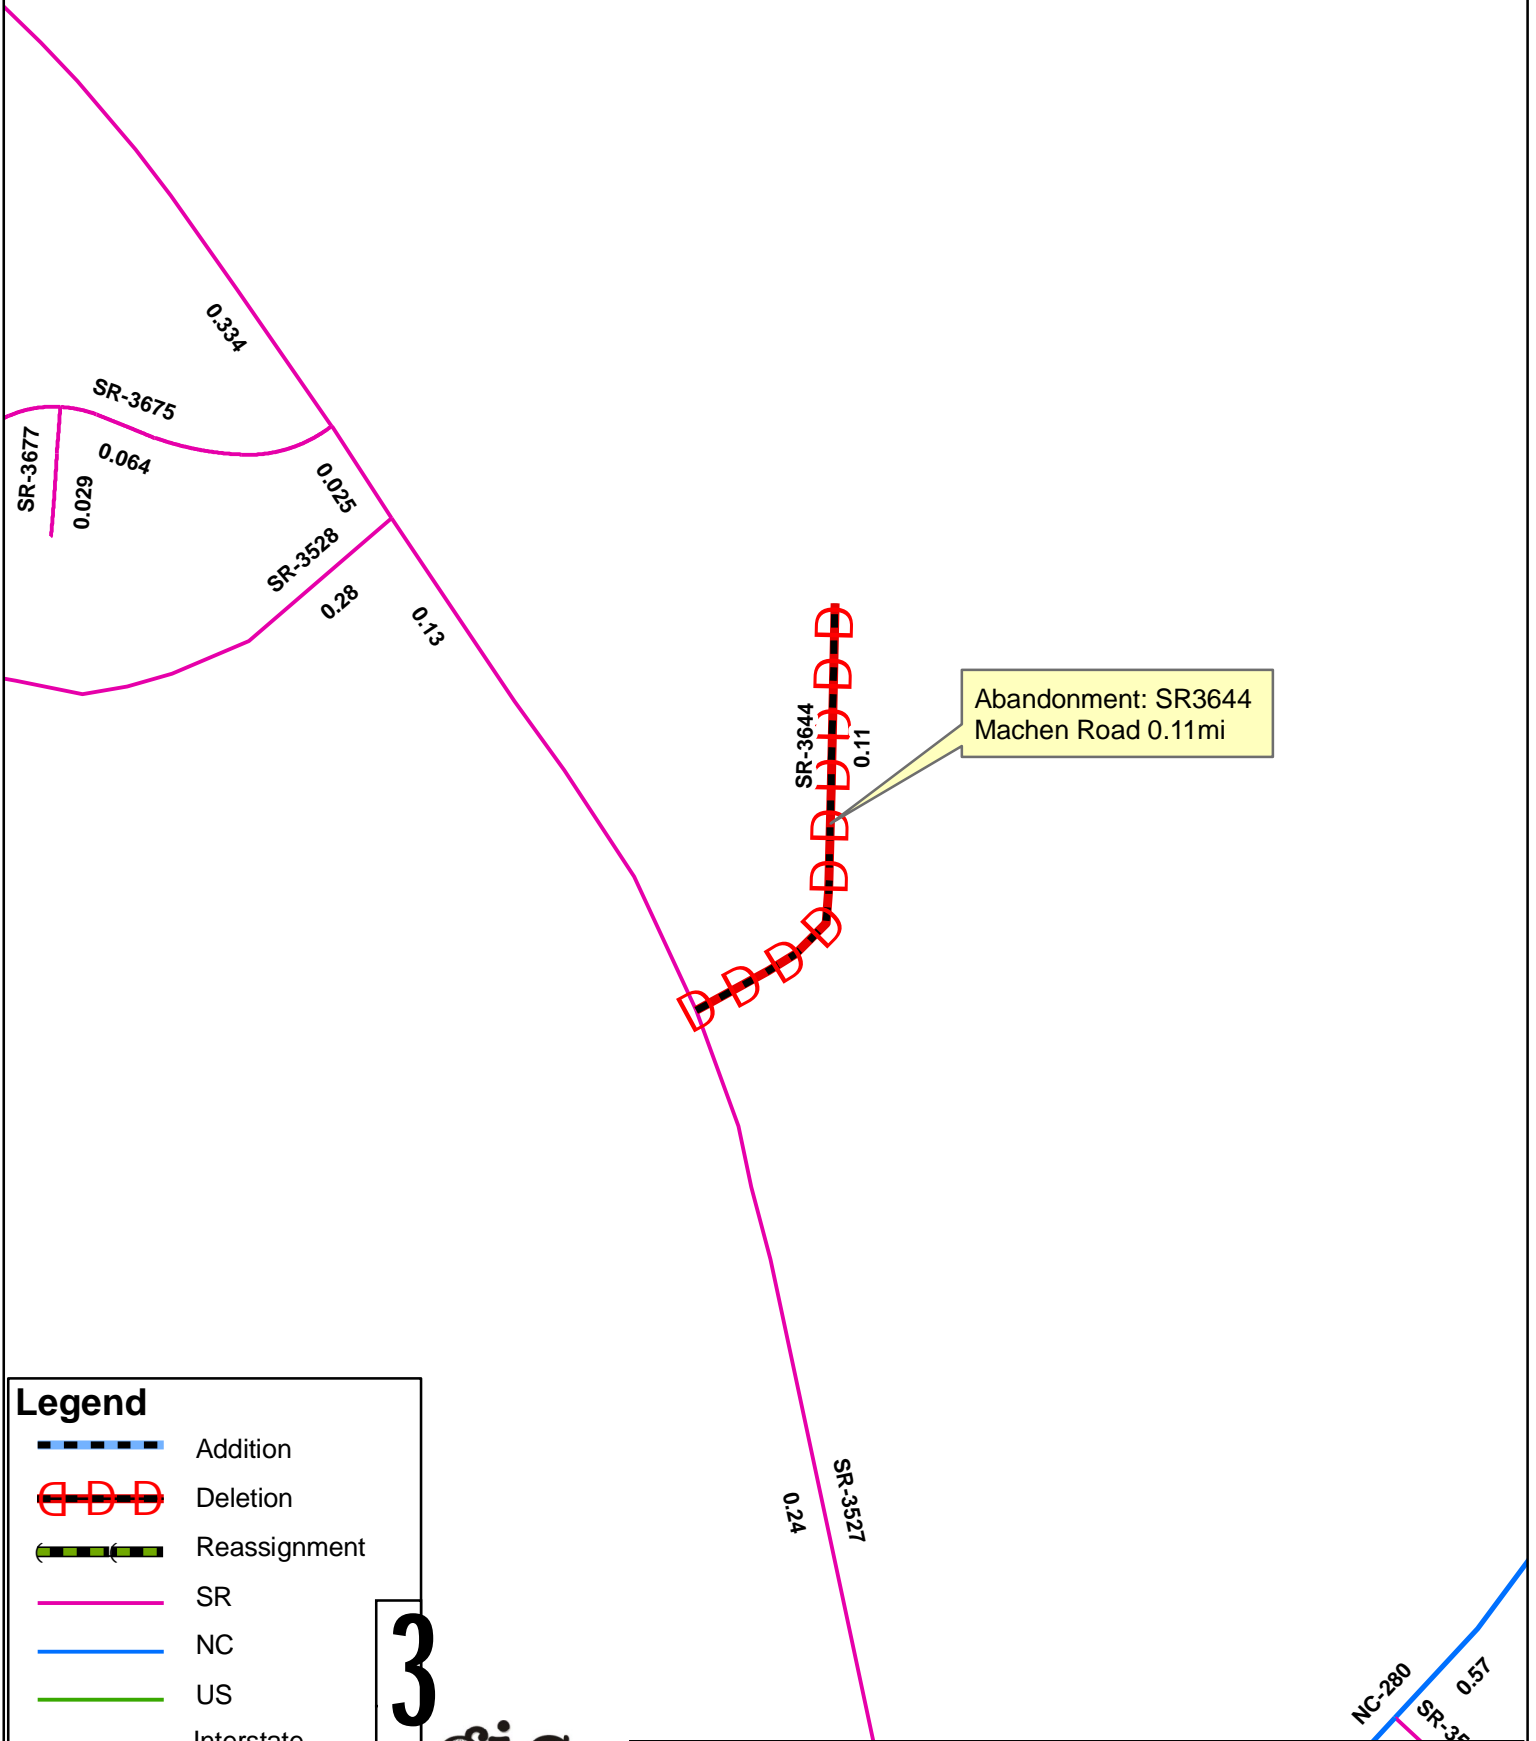 0.334
SR-3675
0.064
SR-3677
0.029
0.025
SR-3528
0.28
0.13
SR-3644
0.11
Abandonment: SR3644
Machen Road 0.11mi
D D D D D D D D D D
SR-3527
0.24
Legend
Addition
D D D
Deletion
Reassignment
SR
NC
US
Interstate
3
NC-280
0.57